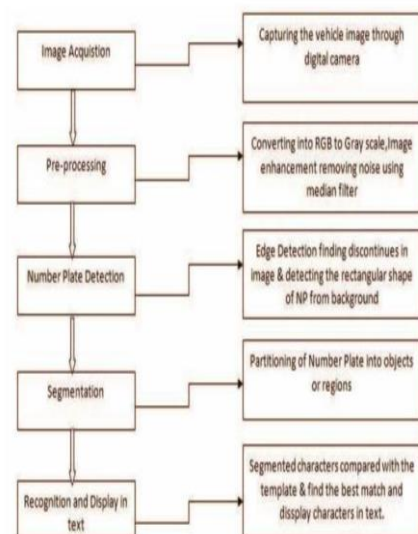 Image Acquistion
Capturing the vehicle image through
digital camera
Pre-processing
Converting into RGB to Gray scale,Image
enhancement removing noise using
median filter
Number Plate Detection
Edge Detection finding discontinues in
image & detecting the rectangular shape
of NP from background
Segmentation
Partitioning of Number Plate into objects
or regions
Recognition and Display in
text
Segmented characters compared with the
template & find the best match and
dissplay characters in text.